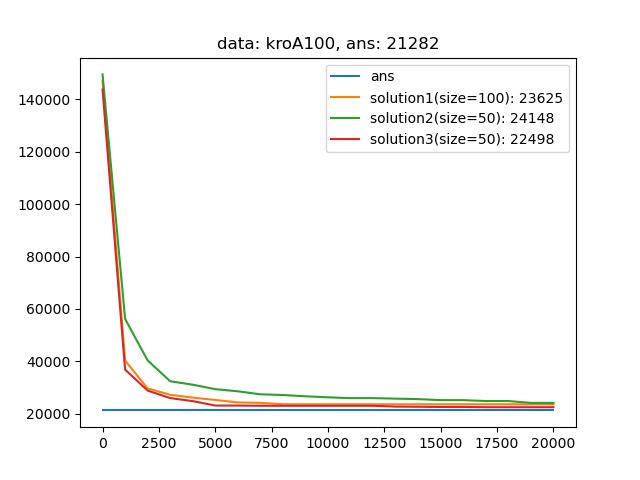 data: kroA100, ans: 21282
ans
solution1(size=100): 23625
solution2(size=50): 24148
solution3(size=50): 22498
140000
120000
100000
80000
60000
40000
20000
0 2500 5000 7500 10000 12500 15000 17500 20000